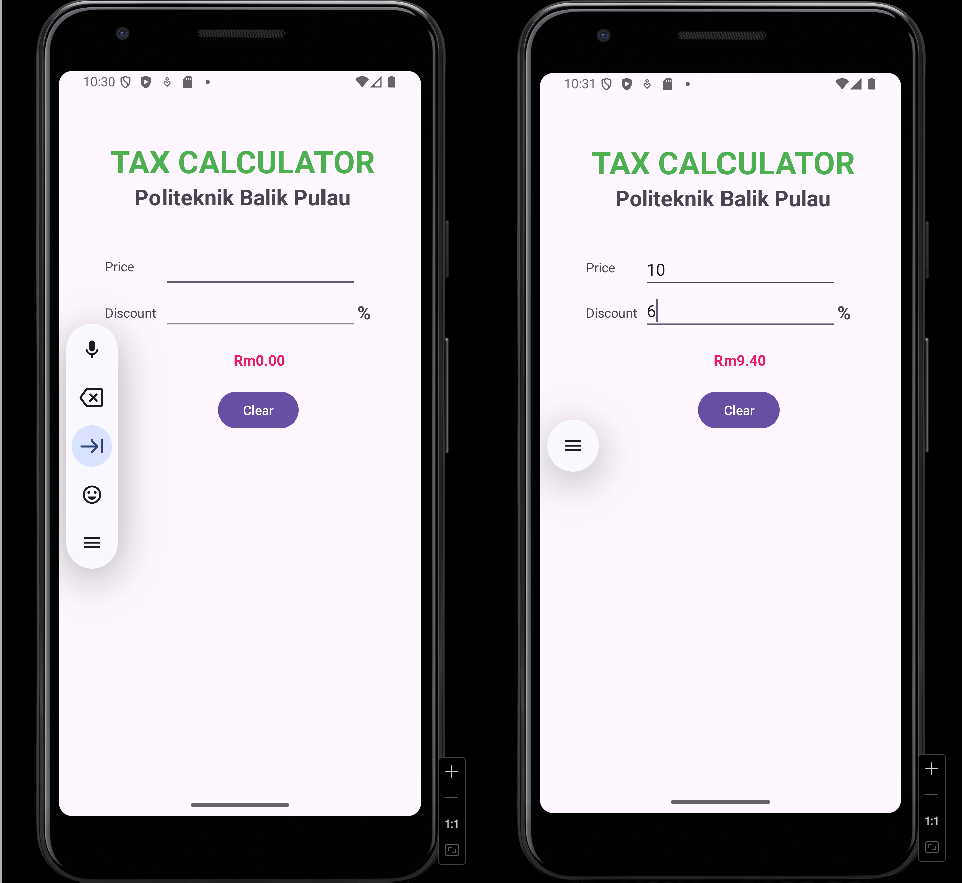 10:30
TAX CALCULATOR
Politeknik Balik Pulau
Price
Discount %
Rm0.00
Clear
1:1
10:31
TAX CALCULATOR
Politeknik Balik Pulau
Price 10
Discount 6 %
Rm9.40
Clear
1:1